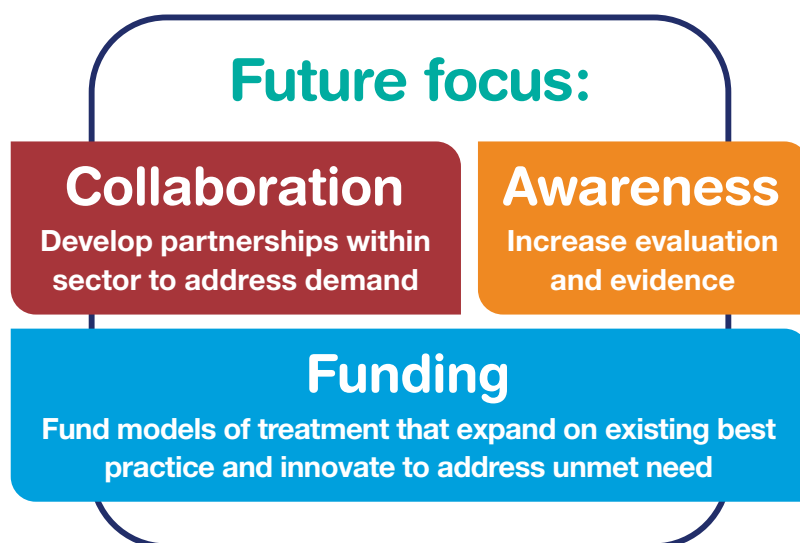 Future focus:
Collaboration
Develop partnerships within
sector to address demand
Awareness
Increase evaluation
and evidence
Funding
Fund models of treatment that expand on existing best
practice and innovate to address unmet need